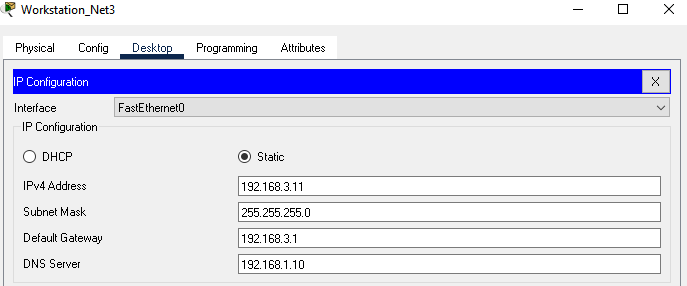 Workstation_Net3
Physical Config Desktop Programming Attributes
IP Configuration X
Interface FastEthernet0
IP Configuration
DHCP Static
IPv4 Address 192.168.3.11
Subnet Mask 255.255.255.0
Default Gateway 192.168.3.1
DNS Server 192.168.1.10